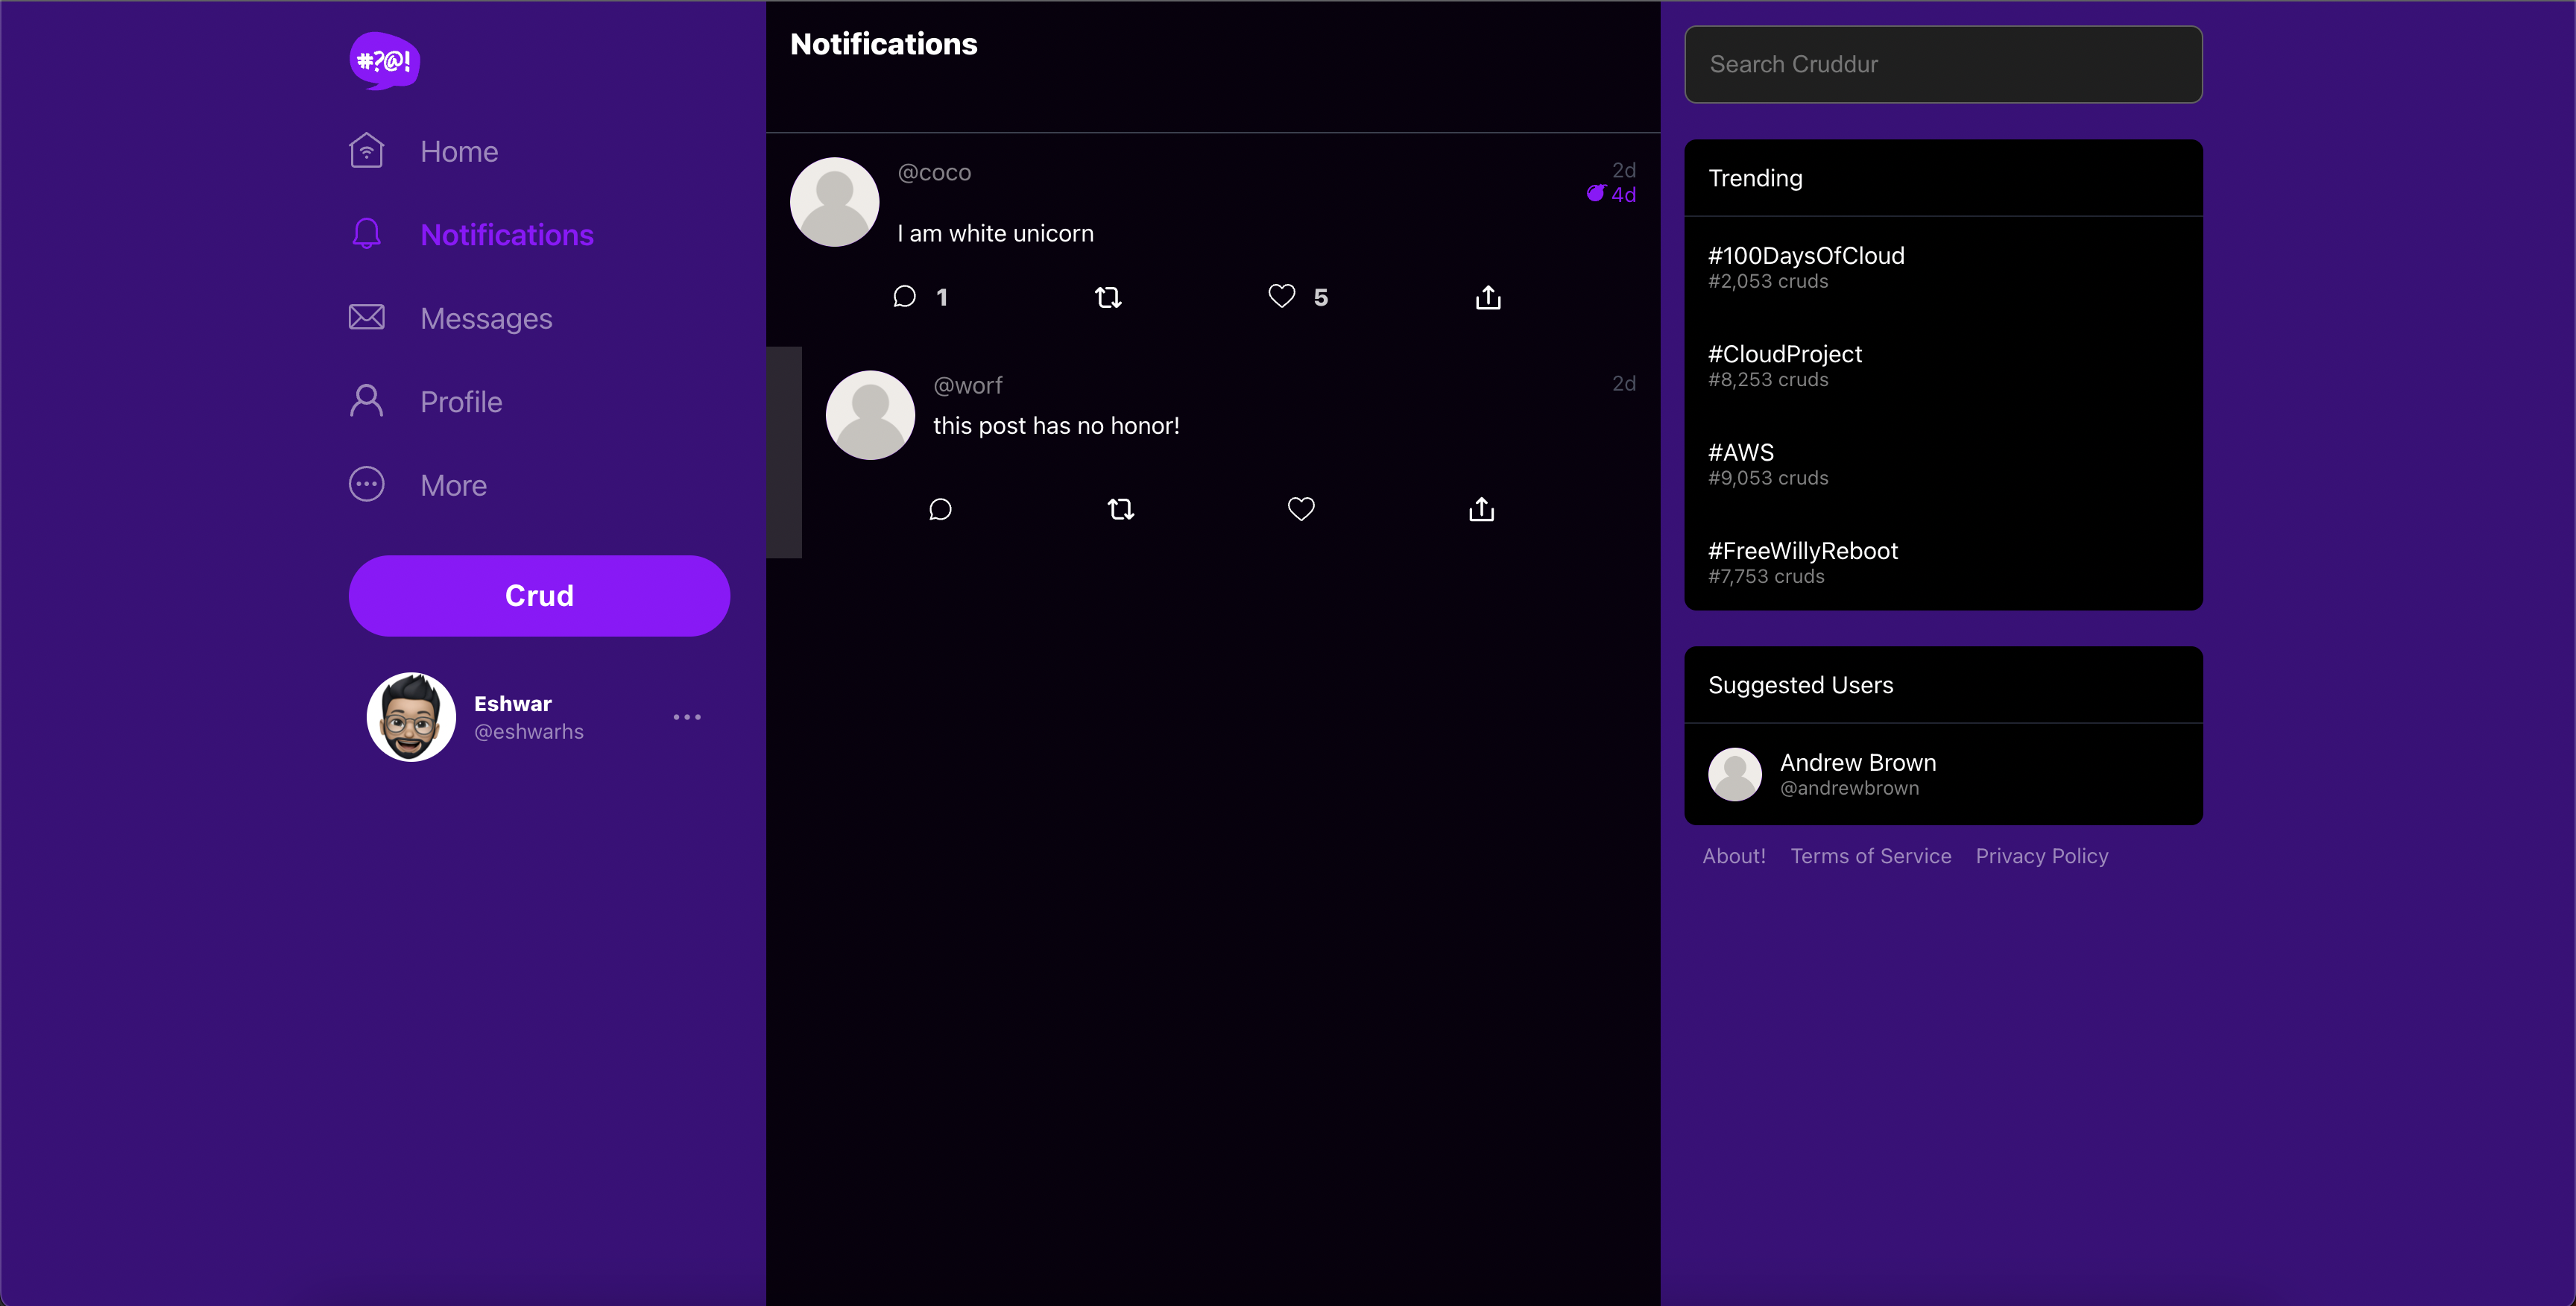 #?@!
Home
Notifications
Messages
Profile
More
Crud
Eshwar
@eshwarhs
Notifications
@coco
2d
4d
I am white unicorn
1
5
@worf
2d
this post has no honor!
Search Cruddur
Trending
#100DaysOfCloud
#2,053 cruds
#CloudProject
#8,253 cruds
#AWS
#9,053 cruds
#FreeWillyReboot
#7,753 cruds
Suggested Users
Andrew Brown
@andrewbrown
About! Terms of Service Privacy Policy